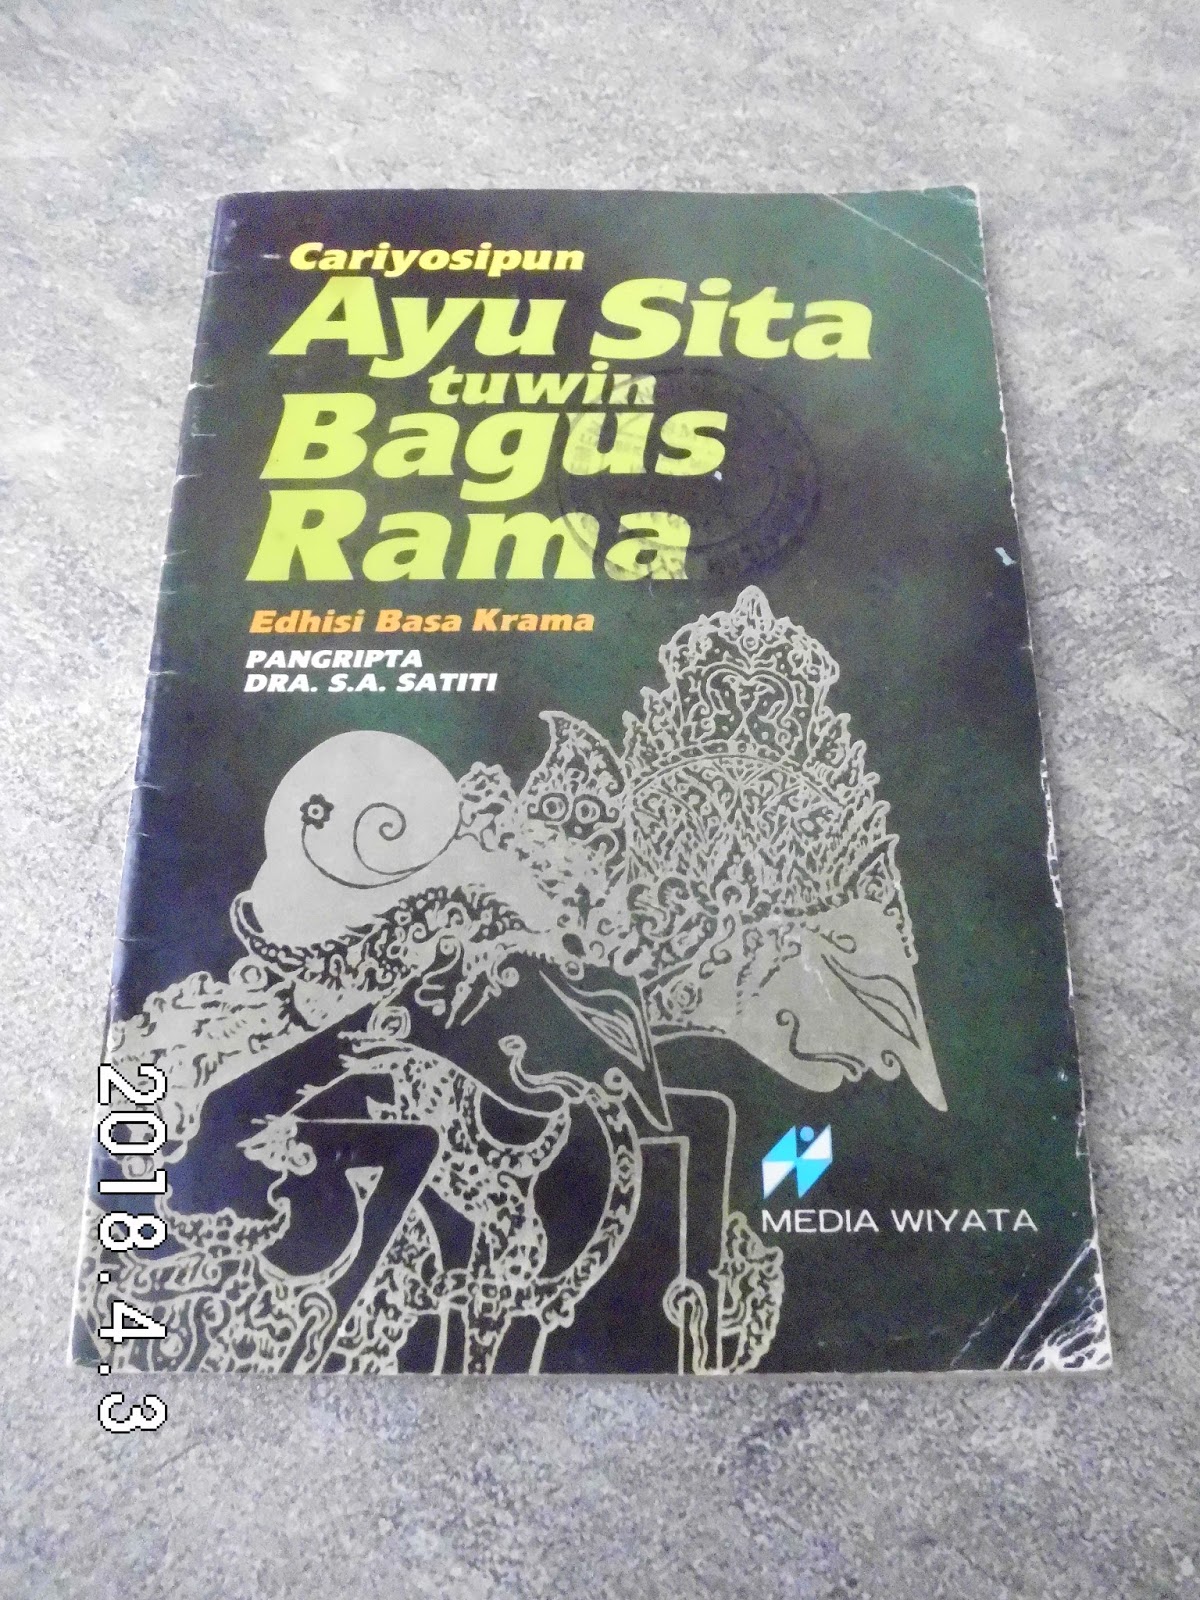 Cariyosipun
Ayu Sita
tuwin
Bagus
Rama
Edhisi Basa Krama
PANGRIPTA
DRA. S.A. SATITI
MEDIA WIYATA
2018.4.3